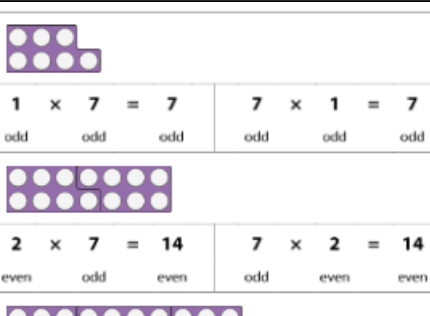 1 × 7 = 7 7 × 1 = 7
odd odd odd odd odd odd
2 × 7 = 14 7 × 2 = 14
even odd even odd even even